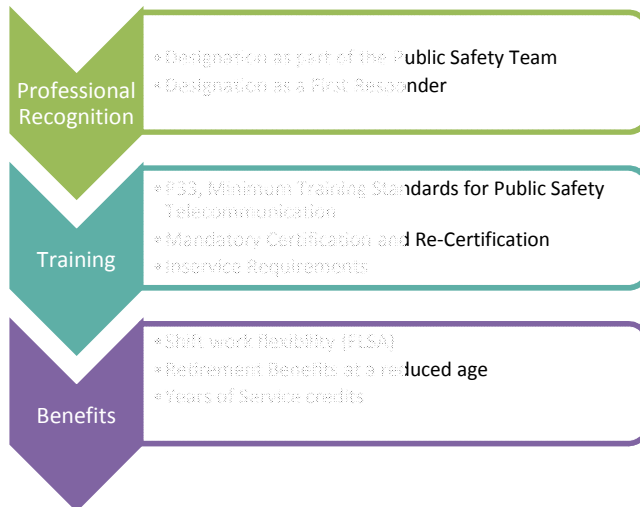 Professional
Recognition
• Designation as part of the Public Safety Team
• Designation as a First Responder
Training
• P33, Minimum Training Standards for Public Safety
Telecommunication
• Mandatory Certification and Re-Certification
• Inservice Requirements
Benefits
• Shift work flexibility (FLSA)
• Retirement Benefits at a reduced age
• Years of Service credits